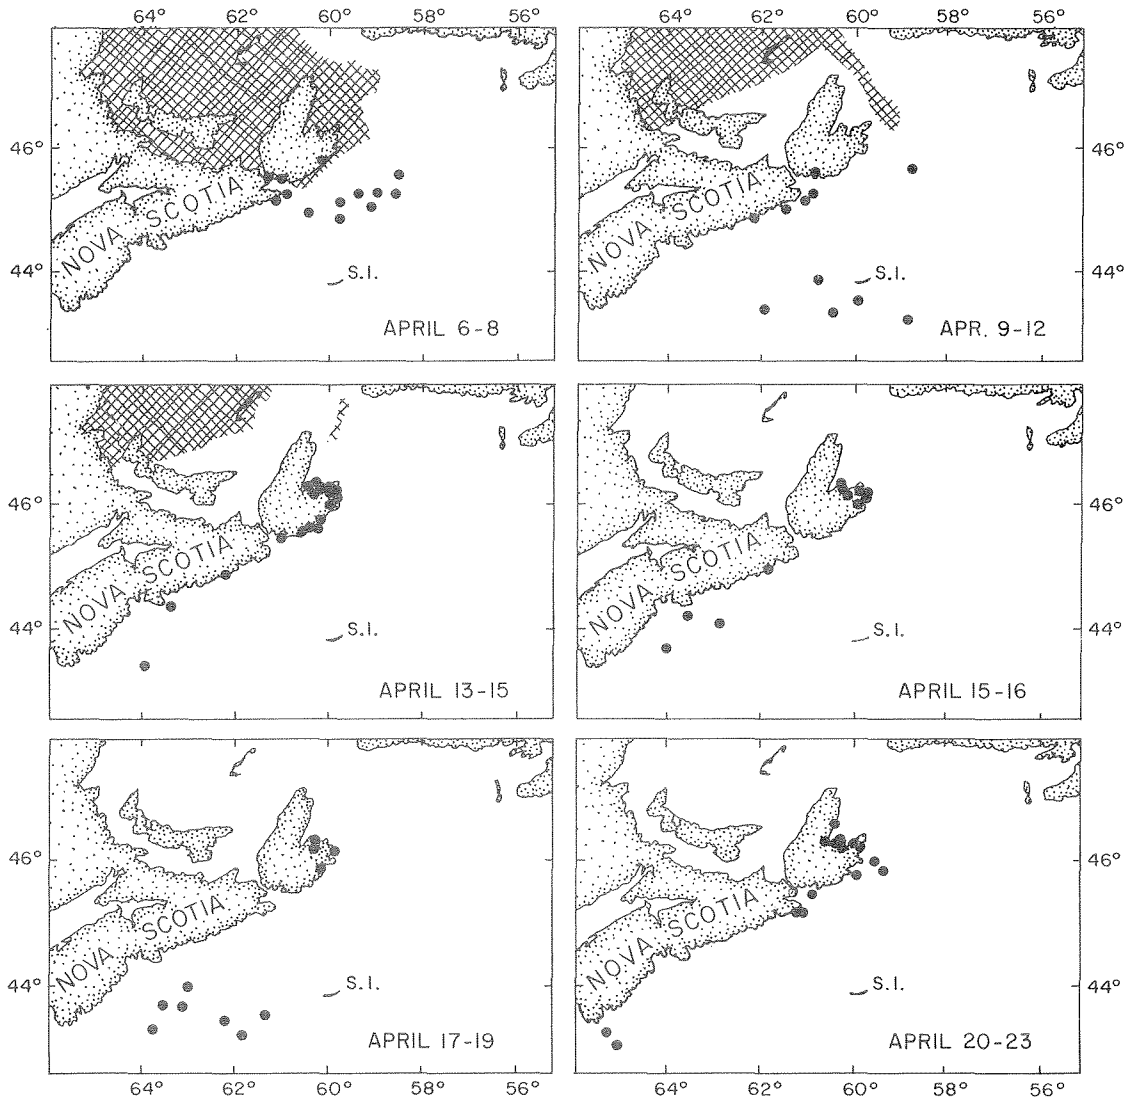 64° 62° 60° 58° 56° 62° 60° 58° 56°
46° 46°
NOVA SCOTIA NOVA SCOTIA
44° S.I. S.I. 44°
APRIL 6-8 APR. 9-12
46° 46°
NOVA SCOTIA NOVA SCOTIA
44° S.I. S.I. 44°
APRIL 13-15 APRIL 15-16
46° 46°
NOVA SCOTIA NOVA SCOTIA
44° S.I. S.I. 44°
APRIL 17-19 APRIL 20-23
64° 62° 60° 58° 56° 64° 62° 60° 58° 56°